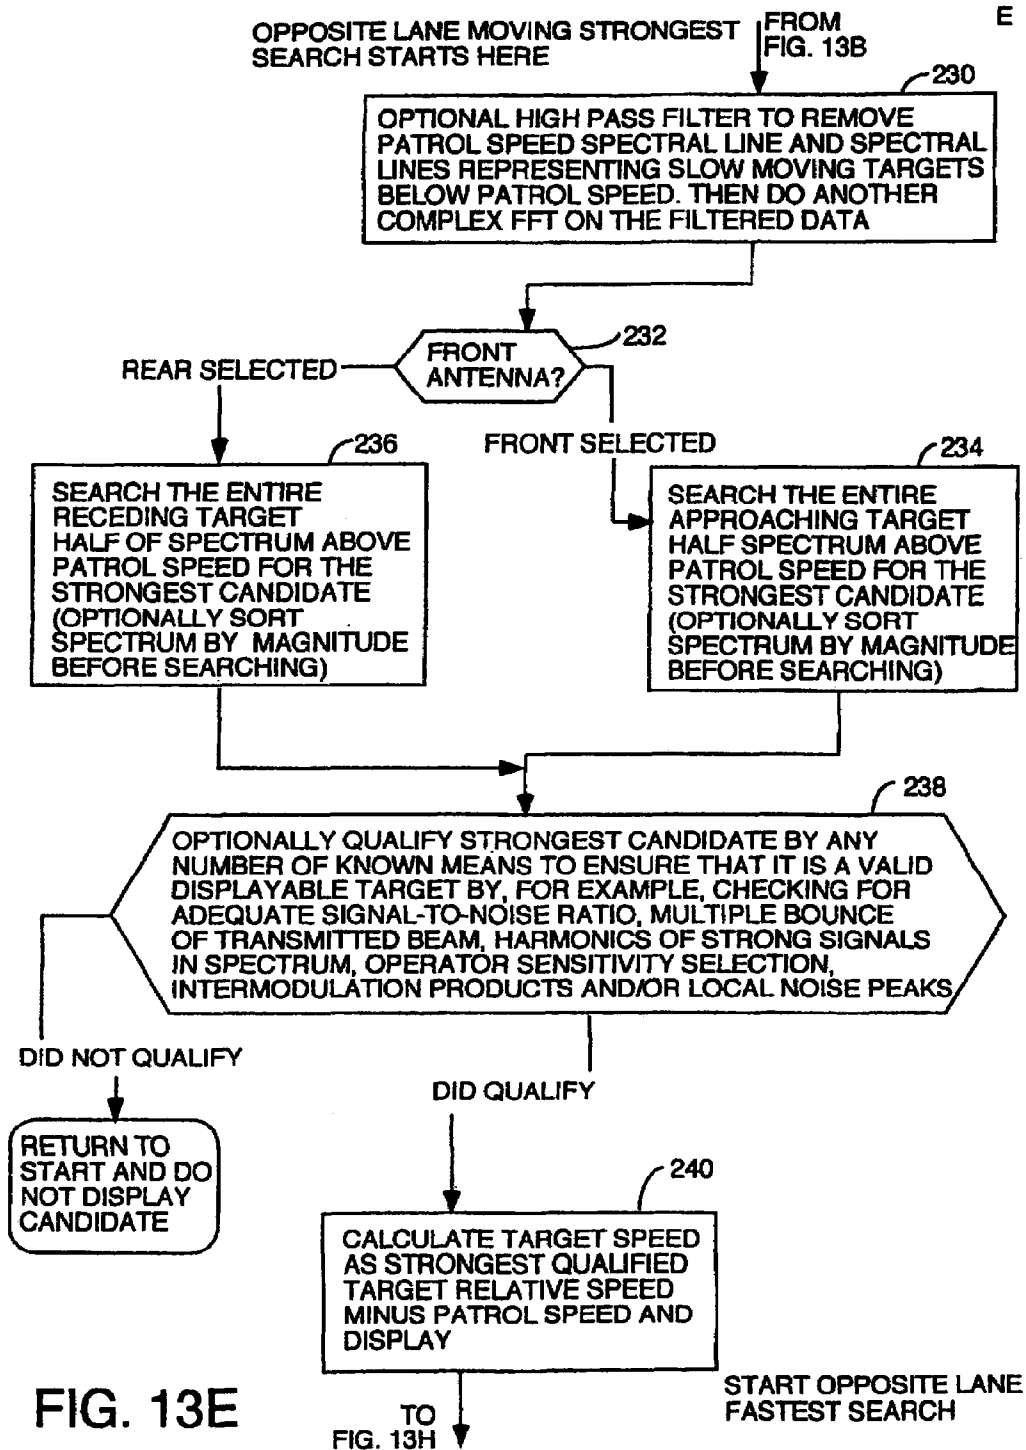 E
OPPOSITE LANE MOVING STRONGEST
SEARCH STARTS HERE
FROM
FIG. 13B
230
OPTIONAL HIGH PASS FILTER TO REMOVE
PATROL SPEED SPECTRAL LINE AND SPECTRAL
LINES REPRESENTING SLOW MOVING TARGETS
BELOW PATROL SPEED. THEN DO ANOTHER
COMPLEX FFT ON THE FILTERED DATA
232
FRONT
ANTENNA?
REAR SELECTED
FRONT SELECTED
236
SEARCH THE ENTIRE
RECEDING TARGET
HALF OF SPECTRUM ABOVE
PATROL SPEED FOR THE
STRONGEST CANDIDATE
(OPTIONALLY SORT
SPECTRUM BY MAGNITUDE
BEFORE SEARCHING)
234
SEARCH THE ENTIRE
APPROACHING TARGET
HALF SPECTRUM ABOVE
PATROL SPEED FOR THE
STRONGEST CANDIDATE
(OPTIONALLY SORT
SPECTRUM BY MAGNITUDE
BEFORE SEARCHING)
238
OPTIONALLY QUALIFY STRONGEST CANDIDATE BY ANY
NUMBER OF KNOWN MEANS TO ENSURE THAT IT IS A VALID
DISPLAYABLE TARGET BY, FOR EXAMPLE, CHECKING FOR
ADEQUATE SIGNAL-TO-NOISE RATIO, MULTIPLE BOUNCE
OF TRANSMITTED BEAM, HARMONICS OF STRONG SIGNALS
IN SPECTRUM, OPERATOR SENSITIVITY SELECTION,
INTERMODULATION PRODUCTS AND/OR LOCAL NOISE PEAKS
DID NOT QUALIFY
DID QUALIFY
RETURN TO
START AND DO
NOT DISPLAY
CANDIDATE
240
CALCULATE TARGET SPEED
AS STRONGEST QUALIFIED
TARGET RELATIVE SPEED
MINUS PATROL SPEED AND
DISPLAY
START OPPOSITE LANE
FASTEST SEARCH
FIG. 13E
TO
FIG. 13H